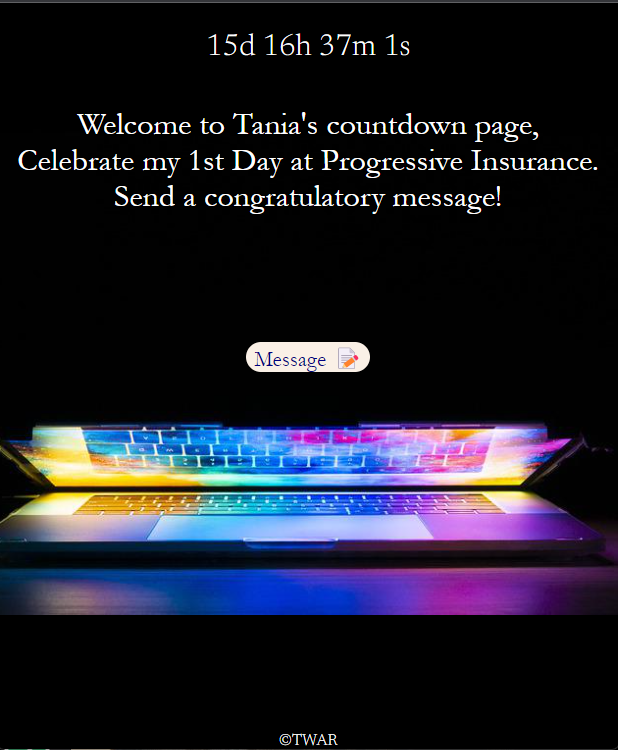 15d 16h 37m 1s
Welcome to Tania's countdown page,
Celebrate my 1st Day at Progressive Insurance.
Send a congratulatory message!
Message 📝
©TWAR